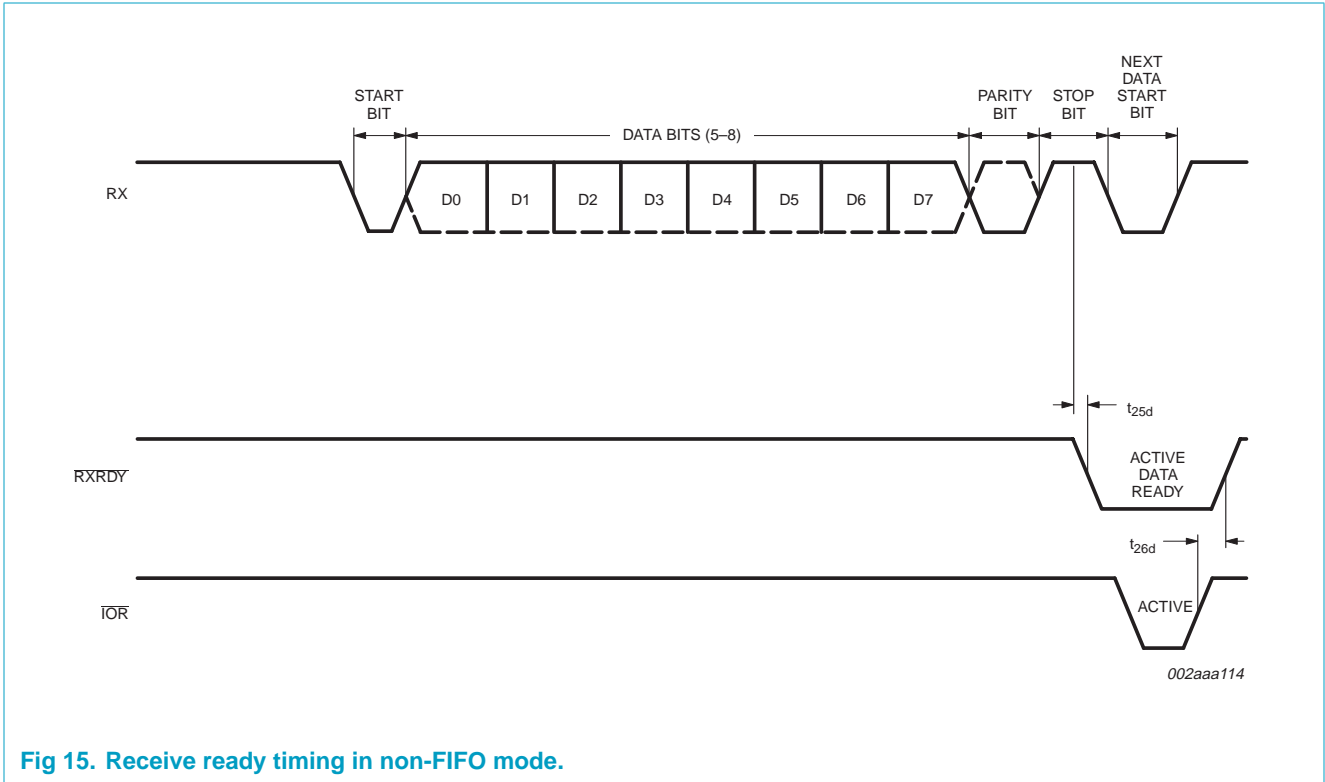 START
BIT
DATA BITS (5–8)
PARITY
BIT
STOP
BIT
NEXT
DATA
START
BIT
RX
D0
D1
D2
D3
D4
D5
D6
D7
t25d
RXRDY
ACTIVE
DATA
READY
t26d
IOR
ACTIVE
002aaa114
Fig 15. Receive ready timing in non-FIFO mode.